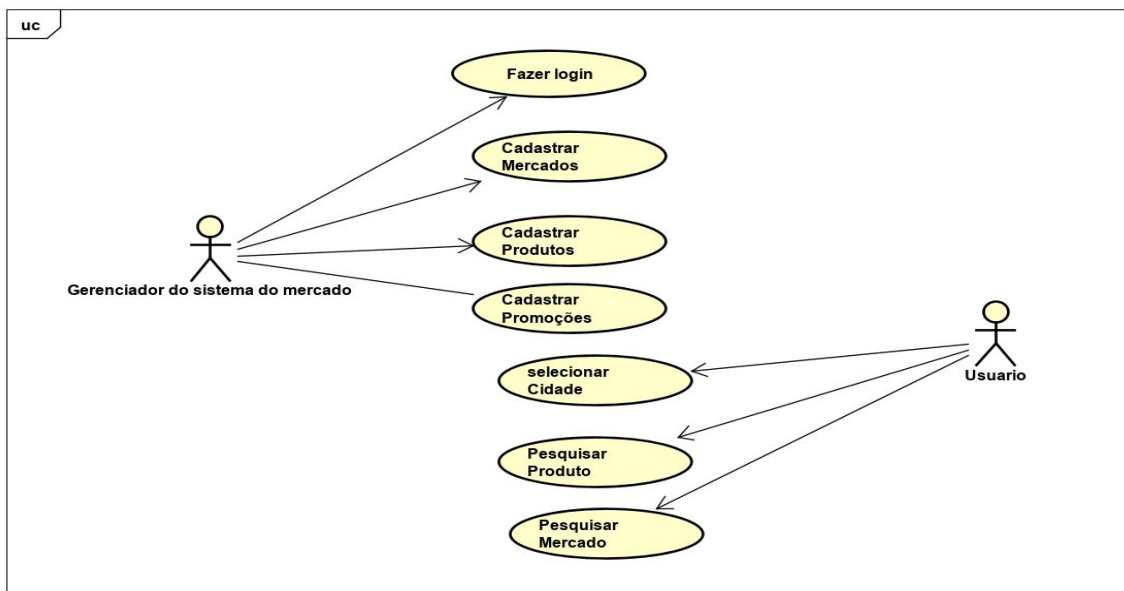 uc
Fazer login
Cadastrar
Mercados
Cadastrar
Produtos
Gerenciador do sistema do mercado
Cadastrar
Promoções
selecionar
Cidade
Usuario
Pesquisar
Produto
Pesquisar
Mercado